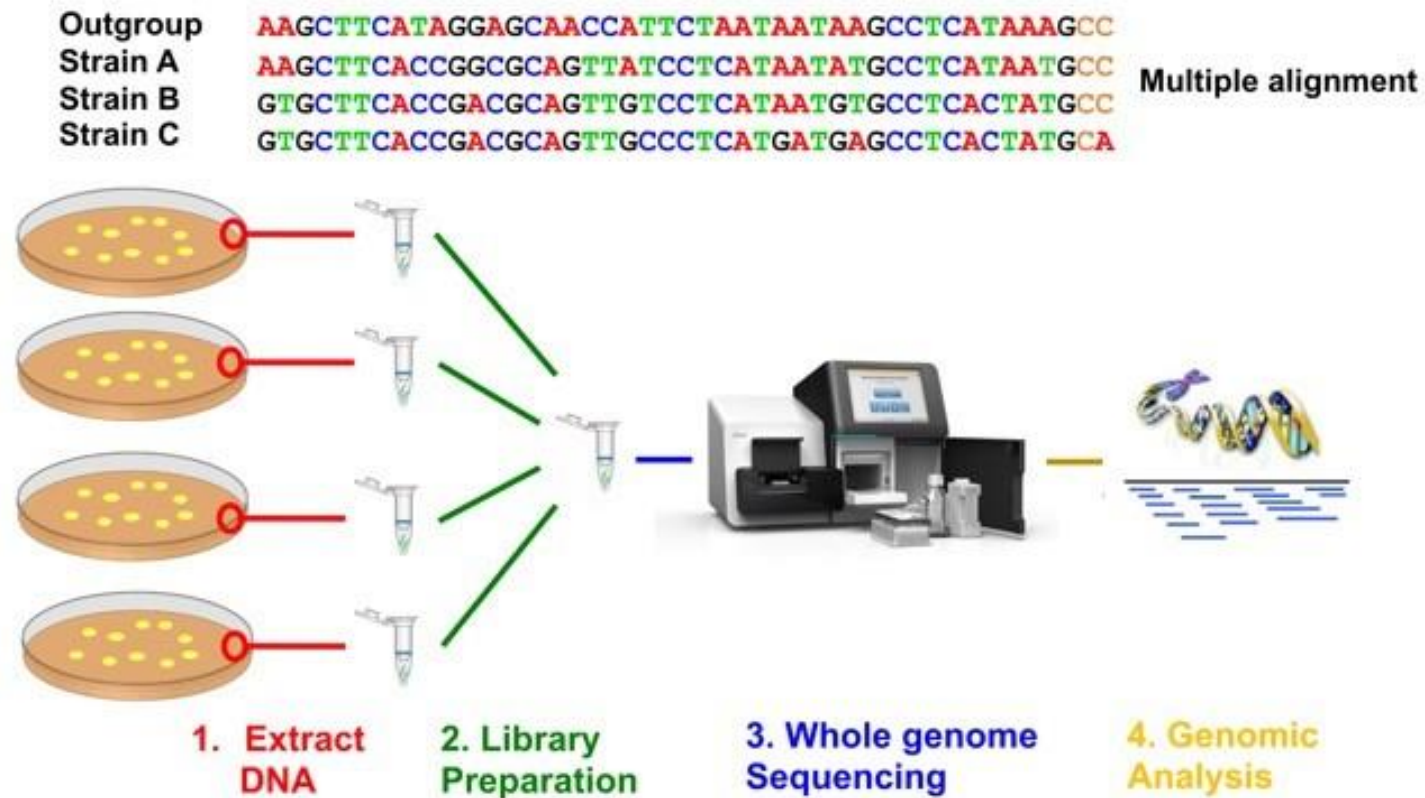 Outgroup AAGCTTCATAGGAGCAACCATTCTAATAATAAGCCTCATAAAGCC
Strain A AAGCTTCACCGGCGCAGTTATCCTCATAATATGCCTCATAATGCC
Strain B GTGCTTCACCGACGCAGTTGTCCTCATAATGTGCCTCACTATGCC
Strain C GTGCTTCACCGACGCAGTTGCCCTCATGATGAGCCTCACTATGCA
Multiple alignment
1. Extract
DNA
2. Library
Preparation
3. Whole genome
Sequencing
4. Genomic
Analysis